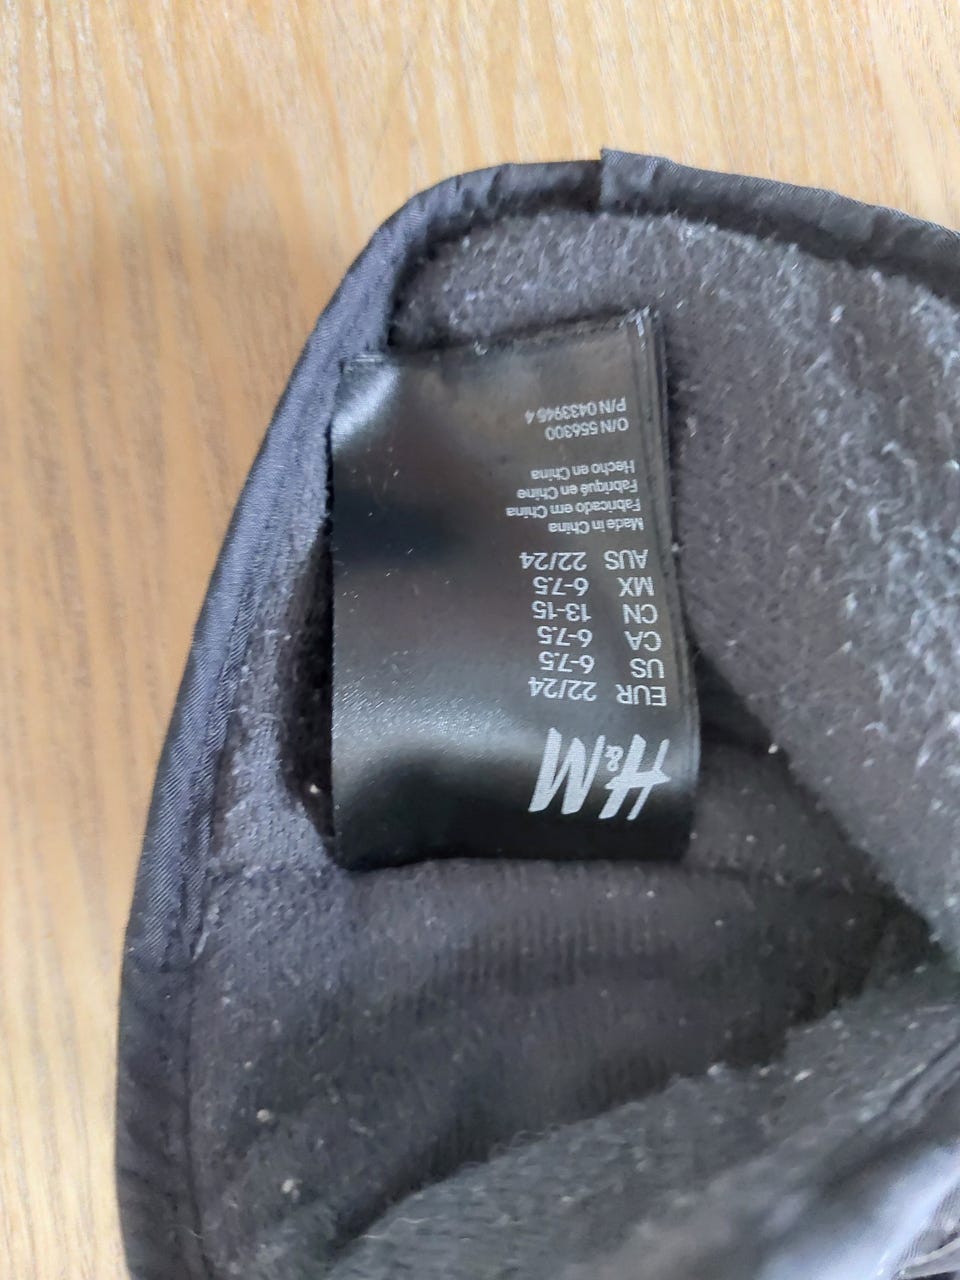 H&M
EUR 22/24
US 6-7.5
CA 6-7.5
CN 13-15
MX 6-7.5
AUS 22/24
Made in China
Fabricado em China
Fabriqué en Chine
Hecho en China
O/N 556300
P/N 0433946 4